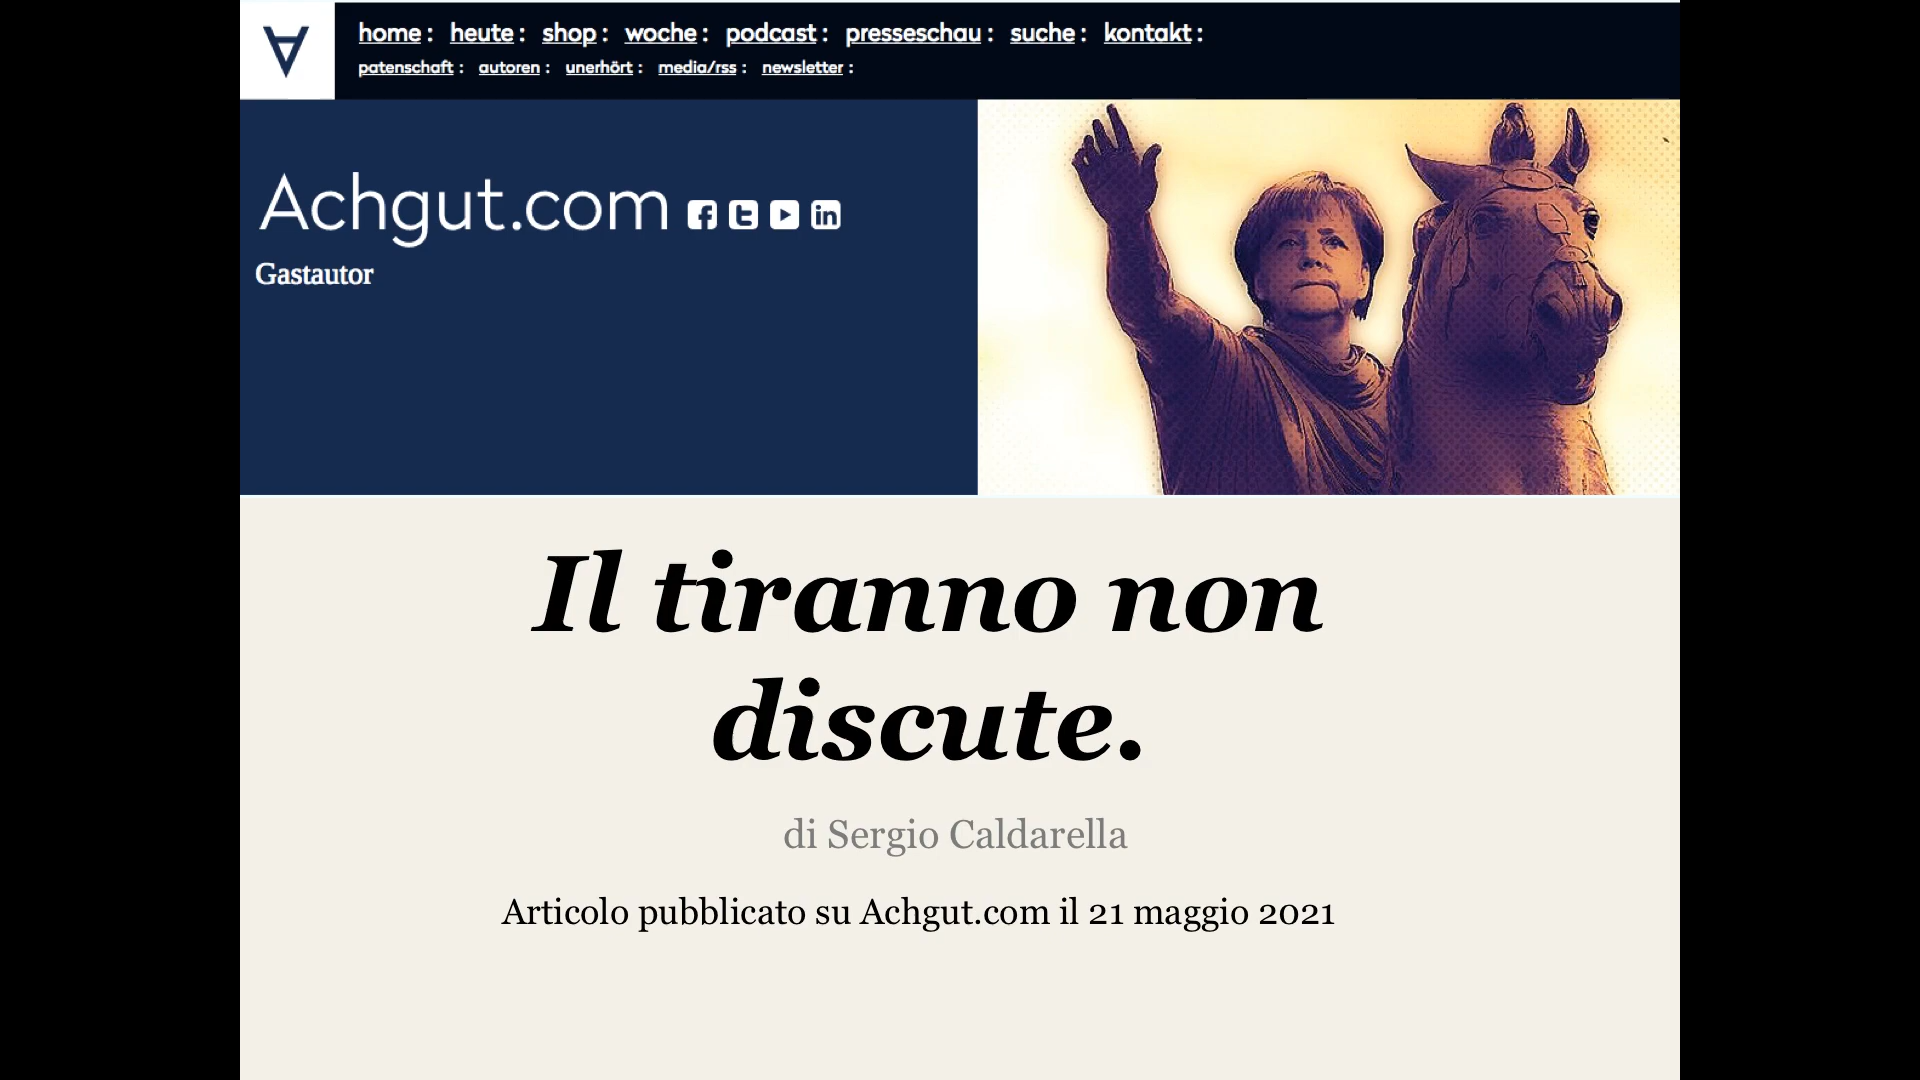 home : heute : shop : woche : podcast : presseschau : suche : kontakt :
patenschaft : autoren : unerhört : media/rss : newsletter :
Achgut.com
Gastautor
Il tiranno non
discute.
di Sergio Caldarella
Articolo pubblicato su Achgut.com il 21 maggio 2021